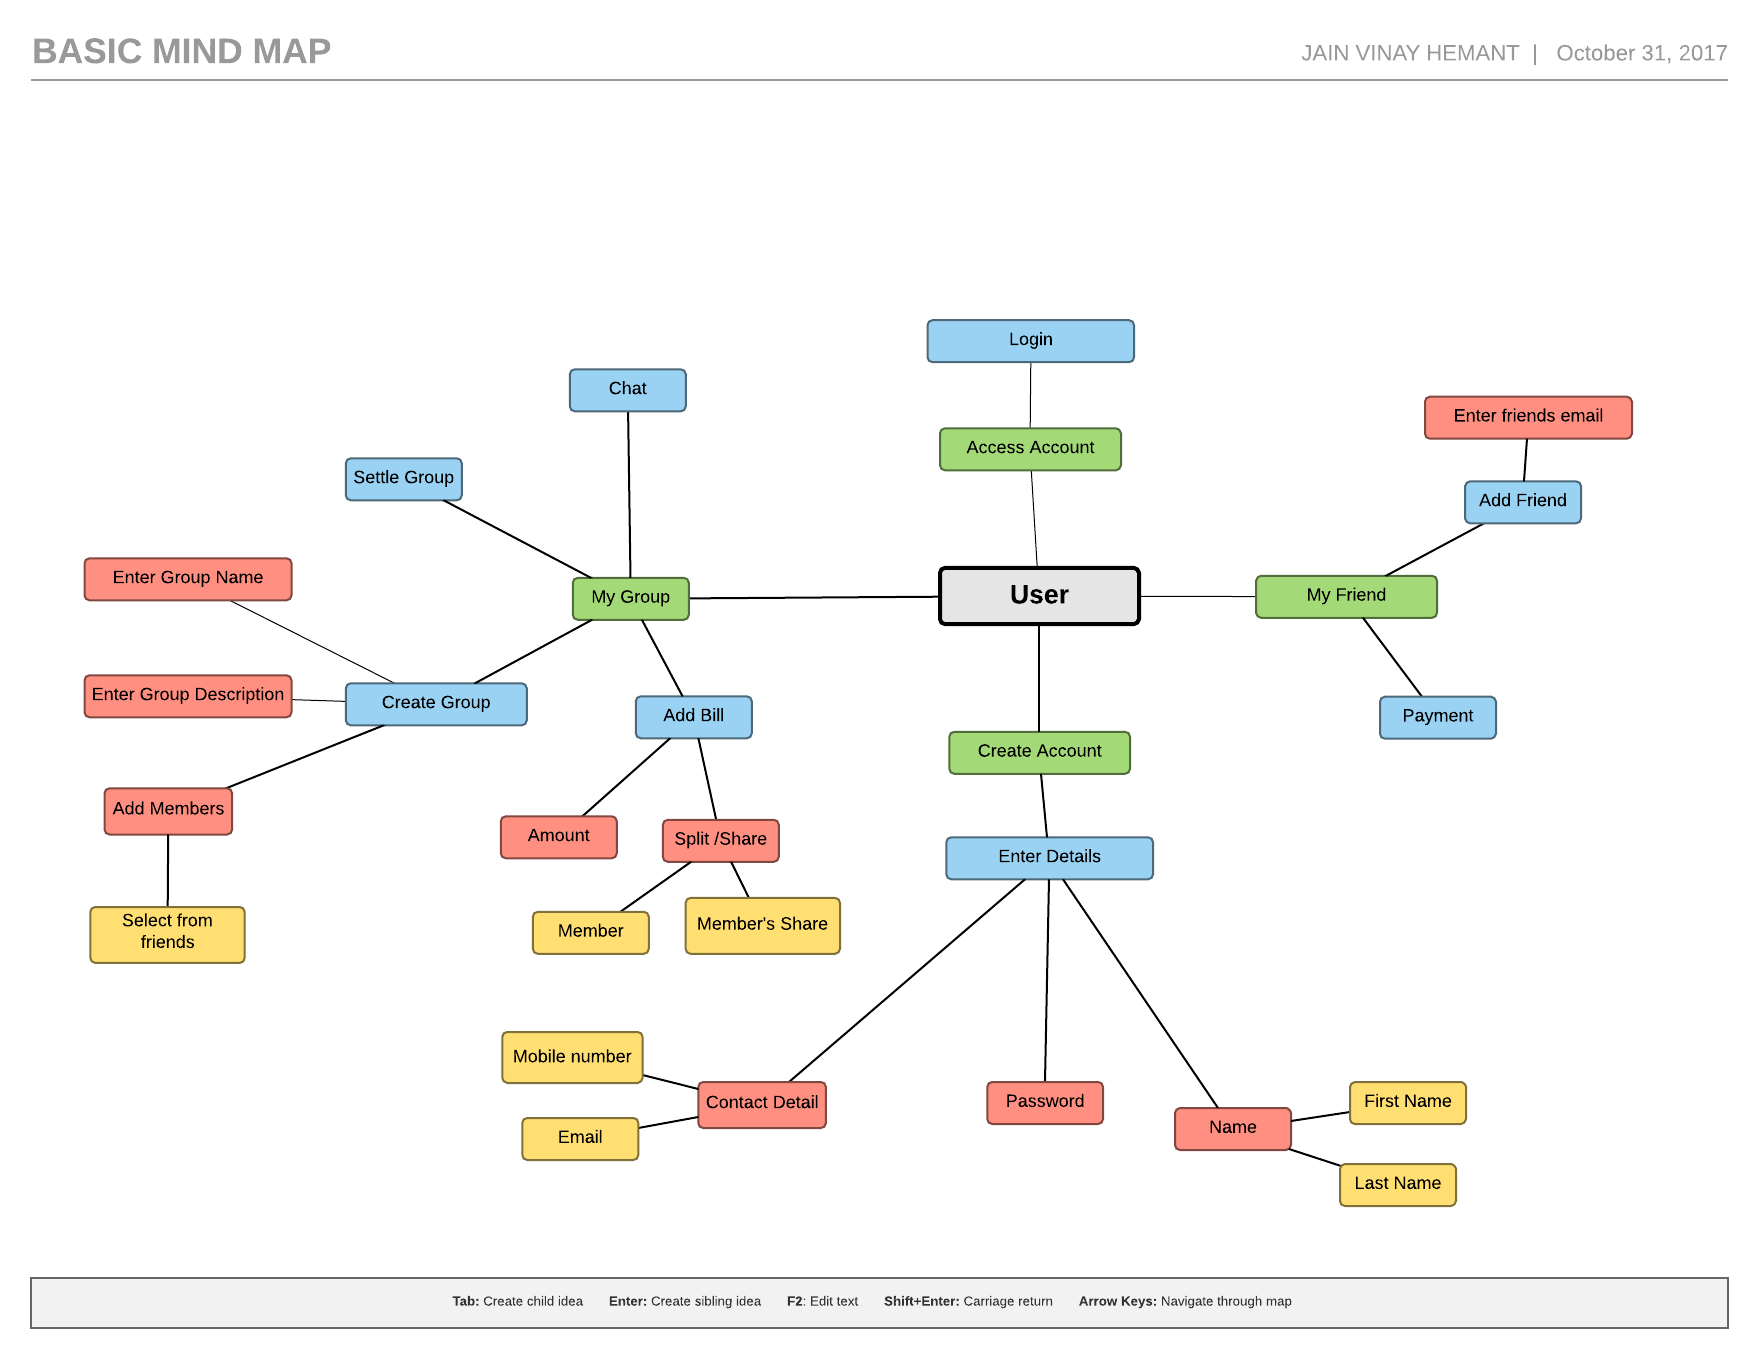 BASIC MIND MAP
JAIN VINAY HEMANT | October 31, 2017
Login
Chat
Enter friends email
Access Account
Settle Group
Add Friend
Enter Group Name
My Group
User
My Friend
Enter Group Description
Create Group
Add Bill
Payment
Create Account
Add Members
Amount
Split /Share
Enter Details
Select from
friends
Member
Member's Share
Mobile number
Contact Detail
Password
First Name
Email
Name
Last Name
Tab: Create child idea Enter: Create sibling idea F2: Edit text Shift+Enter: Carriage return Arrow Keys: Navigate through map